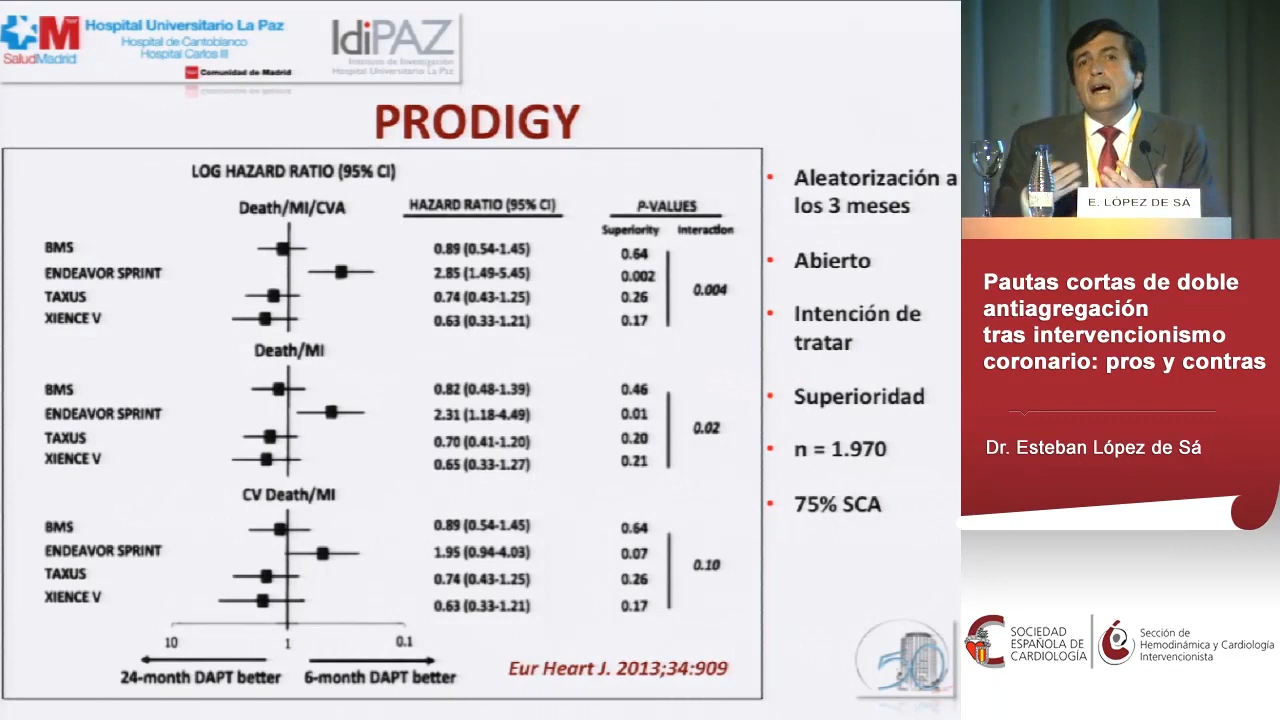 Hospital Universitario La Paz
Hospital de Cantoblanco
Hospital Carlos III
SaludMadrid
Comunidad de Madrid
IdiPAZ
Instituto de Investigación
Hospital Universitario La Paz
PRODIGY
LOG HAZARD RATIO (95% CI)
Death/MI/CVA
HAZARD RATIO (95% CI)
P-VALUES
Superiority Interaction
BMS 0.89 (0.54-1.45) 0.64
ENDEAVOR SPRINT 2.85 (1.49-5.45) 0.002
0.004
TAXUS 0.74 (0.43-1.25) 0.26
XIENCE V 0.63 (0.33-1.21) 0.17
Death/MI
BMS 0.82 (0.48-1.39) 0.46
ENDEAVOR SPRINT 2.31 (1.18-4.49) 0.01
0.02
TAXUS 0.70 (0.41-1.20) 0.20
XIENCE V 0.65 (0.33-1.27) 0.21
CV Death/MI
BMS 0.89 (0.54-1.45) 0.64
ENDEAVOR SPRINT 1.95 (0.94-4.03) 0.07
0.10
TAXUS 0.74 (0.43-1.25) 0.26
XIENCE V 0.63 (0.33-1.21) 0.17
10 1 0.1
24-month DAPT better 6-month DAPT better
Eur Heart J. 2013;34:909
• Aleatorización a
los 3 meses
• Abierto
• Intención de
tratar
• Superioridad
• n = 1.970
• 75% SCA
E. LÓPEZ DE SÁ
Pautas cortas de doble
antiagregación
tras intervencionismo
coronario: pros y contras
Dr. Esteban López de Sá
SOCIEDAD
ESPAÑOLA DE
CARDIOLOGÍA
Sección de
Hemodinámica y Cardiología
Intervencionista